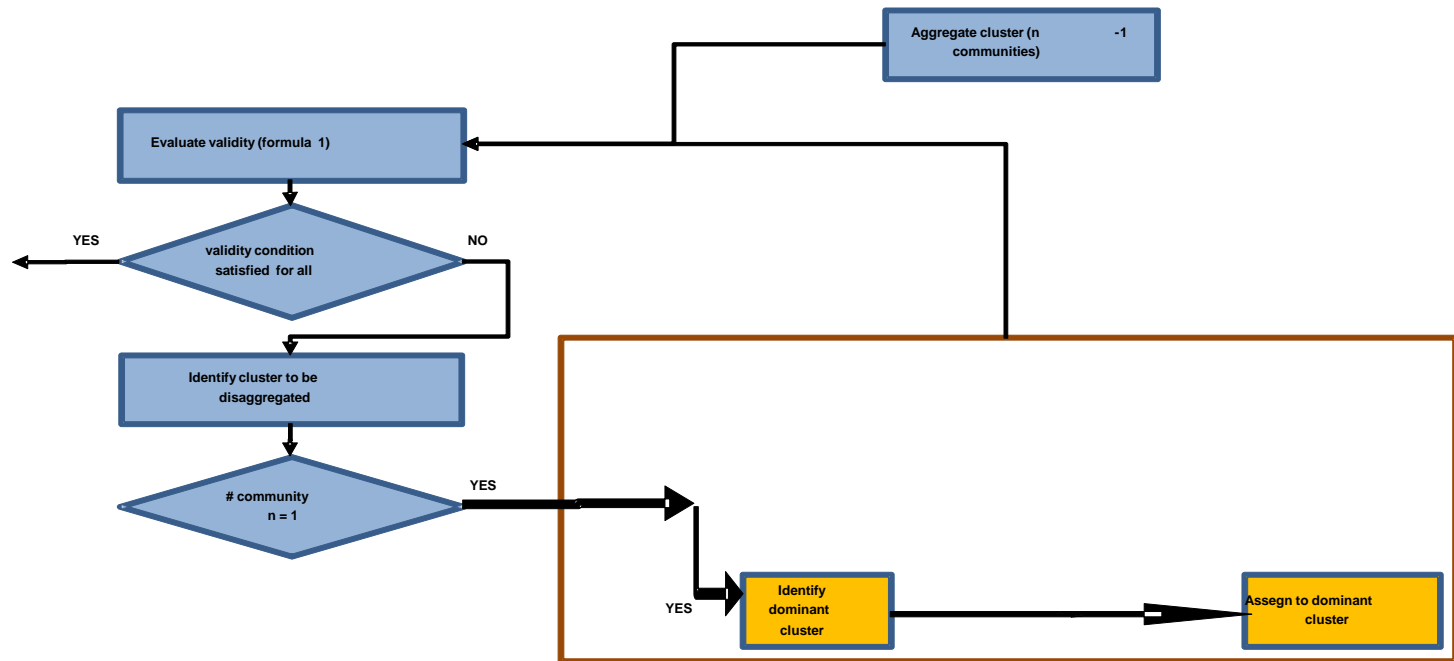 Aggregate cluster (n -1
communities)
Evaluate validity (formula 1)
YES
NO
validity condition
satisfied for all
Identify cluster to be
disaggregated
# community
n = 1
YES
YES
Identify
dominant
cluster
Assegn to dominant
cluster